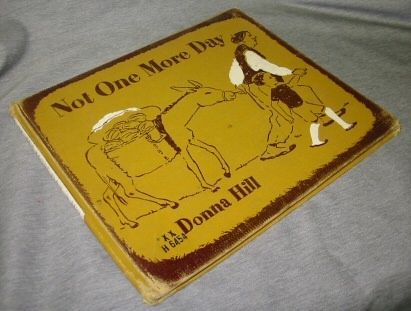 Not One More Day
Donna Hill
X X
H 6454